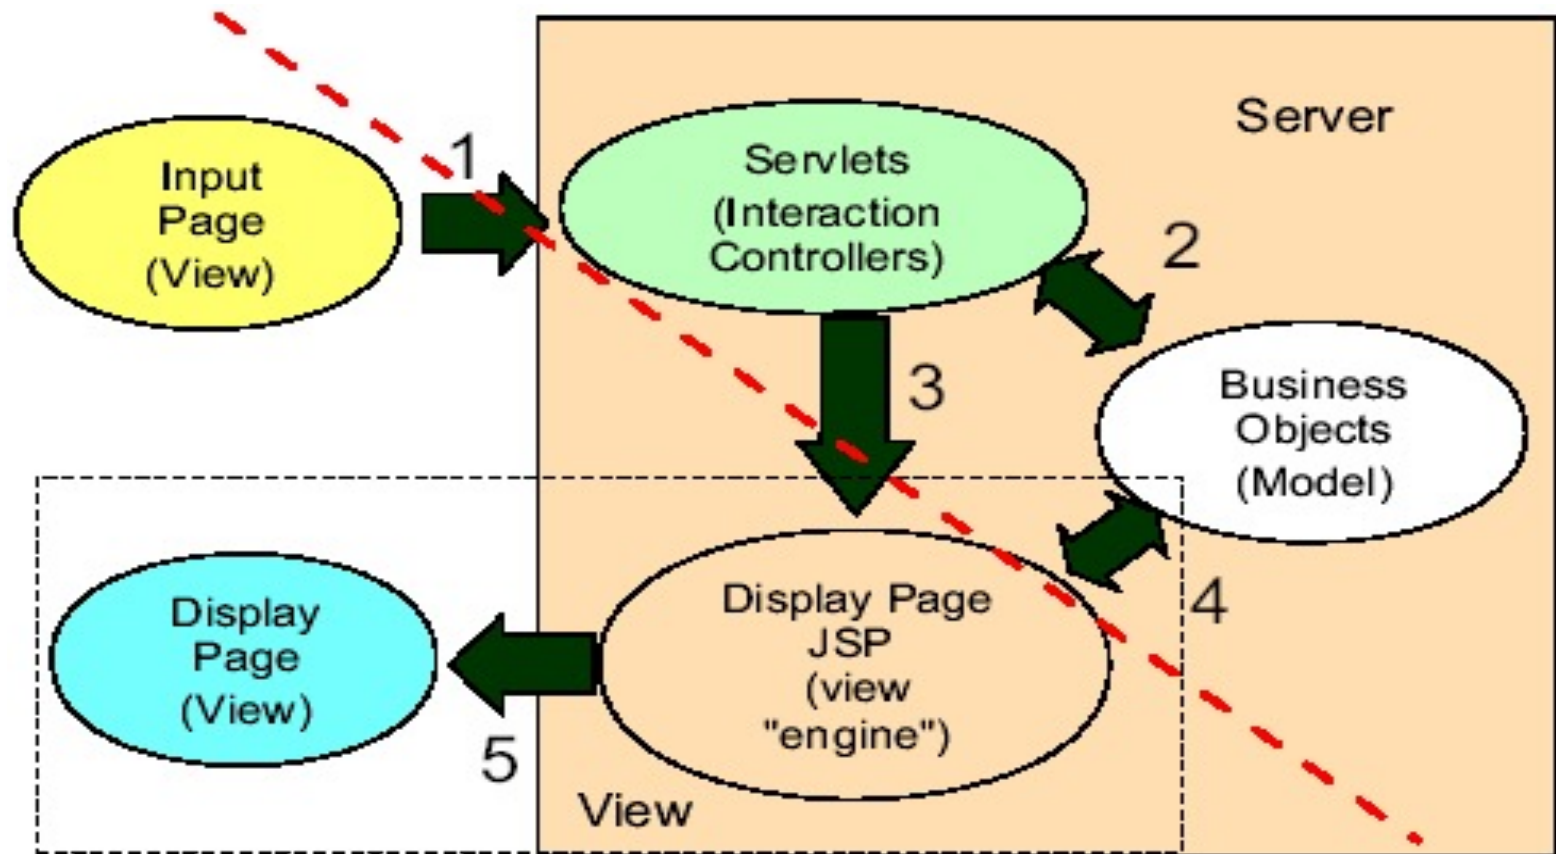 Server
Input
Page
(View)
1
Servlets
(Interaction
Controllers)
2
3
Business
Objects
(Model)
4
Display Page
JSP
(view
"engine")
Display
Page
(View)
5
View